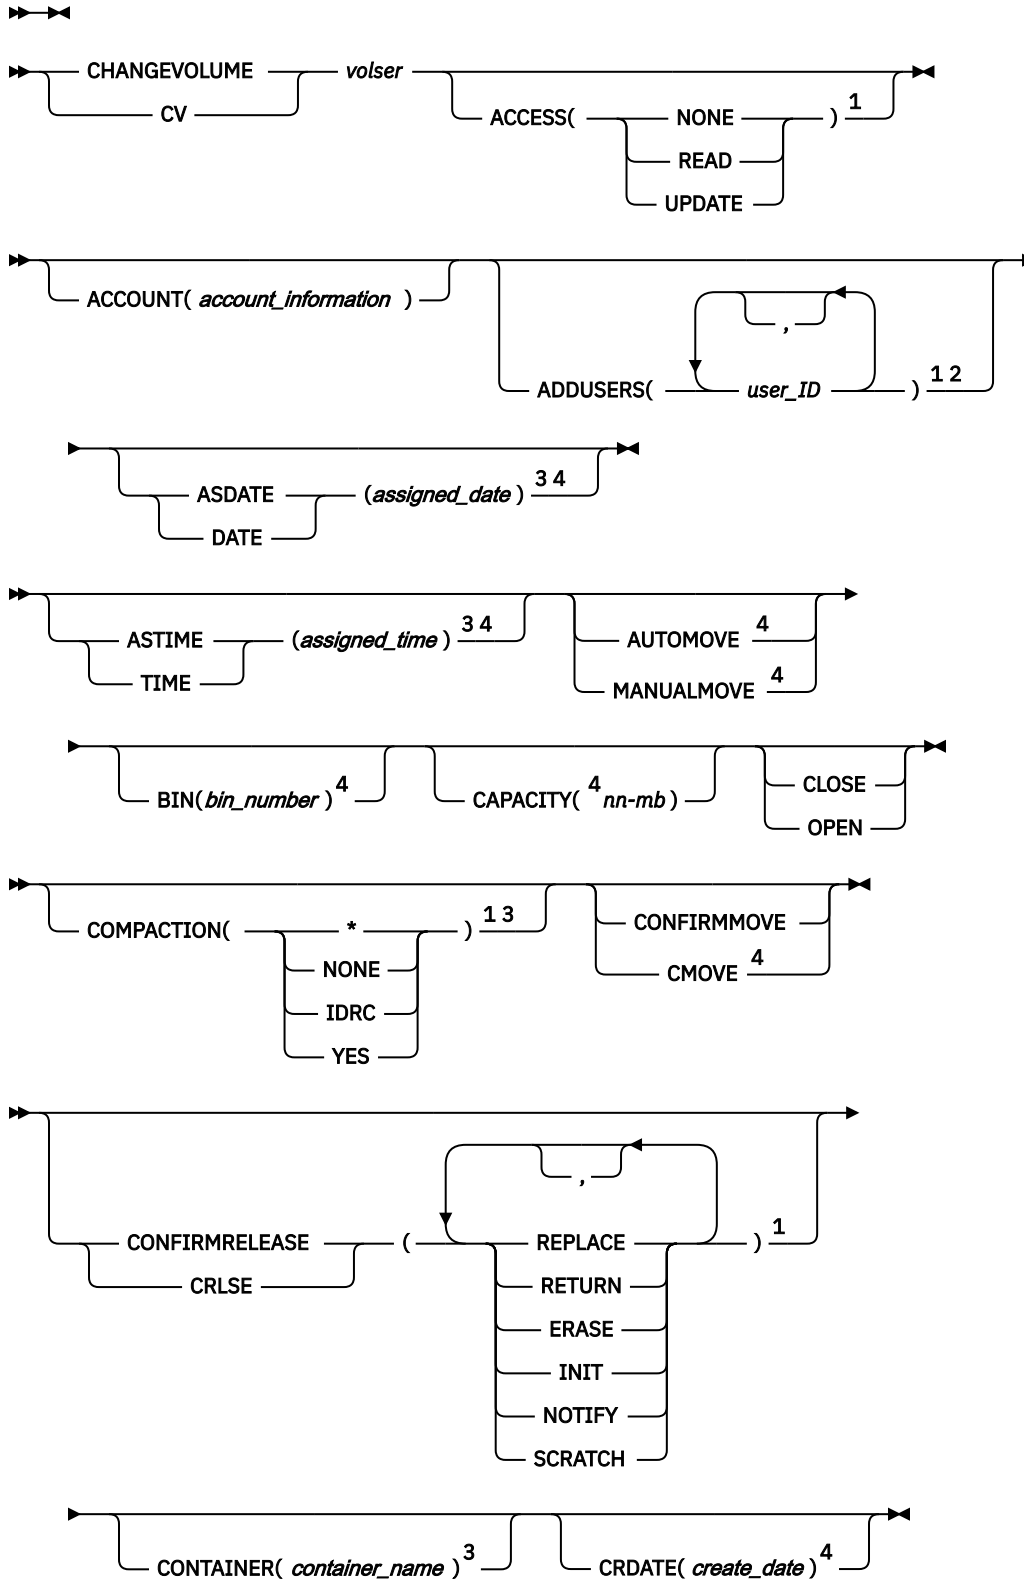 CHANGEVOLUME volser
CV
ACCESS( NONE ) 1
READ
UPDATE
ACCOUNT( account_information )
,
ADDUSERS( user_ID ) 1 2
ASDATE (assigned_date ) 3 4
DATE
ASTIME (assigned_time ) 3 4
TIME
AUTOMOVE 4
MANUALMOVE 4
BIN(bin_number ) 4
CAPACITY( 4 nn-mb )
CLOSE
OPEN
COMPACTION( * ) 1 3
NONE
IDRC
YES
CONFIRMMOVE
CMOVE 4
,
CONFIRMRELEASE ( REPLACE ) 1
CRLSE
RETURN
ERASE
INIT
NOTIFY
SCRATCH
CONTAINER( container_name ) 3
CRDATE( create_date ) 4